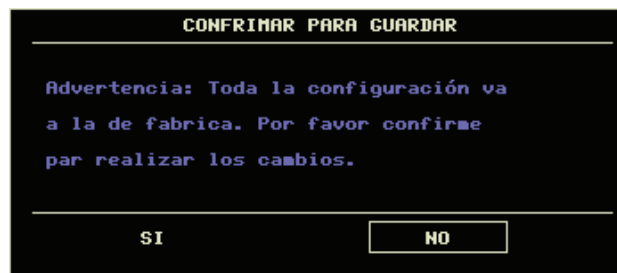 CONFRIMAR PARA GUARDAR
Advertencia: Toda la configuración va
a la de fabrica. Por favor confirme
par realizar los cambios.
SI NO